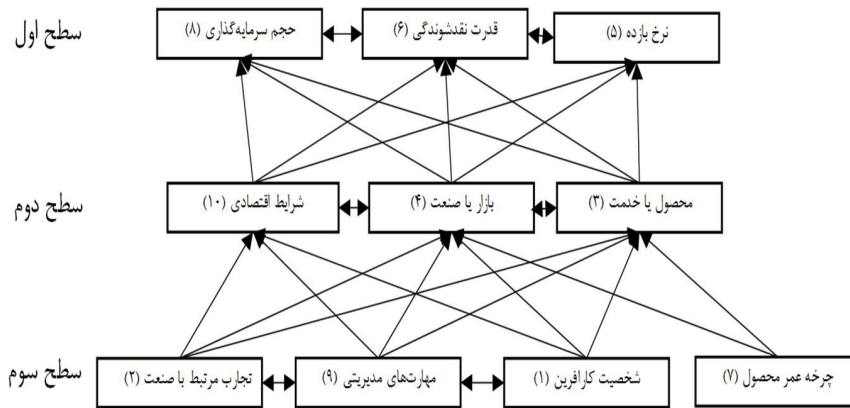 سطح اول
نرخ بازده (۵)
قدرت نقدشوندگی (۶)
حجم سرمایه‌گذاری (۸)
سطح دوم
محصول یا خدمت (۳)
بازار یا صنعت (۴)
شرایط اقتصادی (۱۰)
سطح سوم
چرخه عمر محصول (۷)
شخصیت کارافرین (۱)
مهارت‌های مدیریتی (۹)
تجارب مرتبط با صنعت (۲)